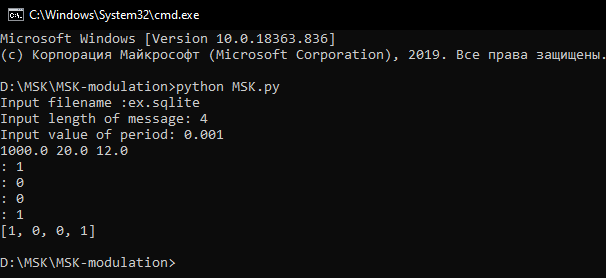 C:\Windows\System32\cmd.exe
Microsoft Windows [Version 10.0.18363.836]
(c) Корпорация Майкрософт (Microsoft Corporation), 2019. Все права защищены.
D:\MSK\MSK-modulation>python MSK.py
Input filename :ex.sqlite
Input length of message: 4
Input value of period: 0.001
1000.0 20.0 12.0
: 1
: 0
: 0
: 1
[1, 0, 0, 1]
D:\MSK\MSK-modulation>